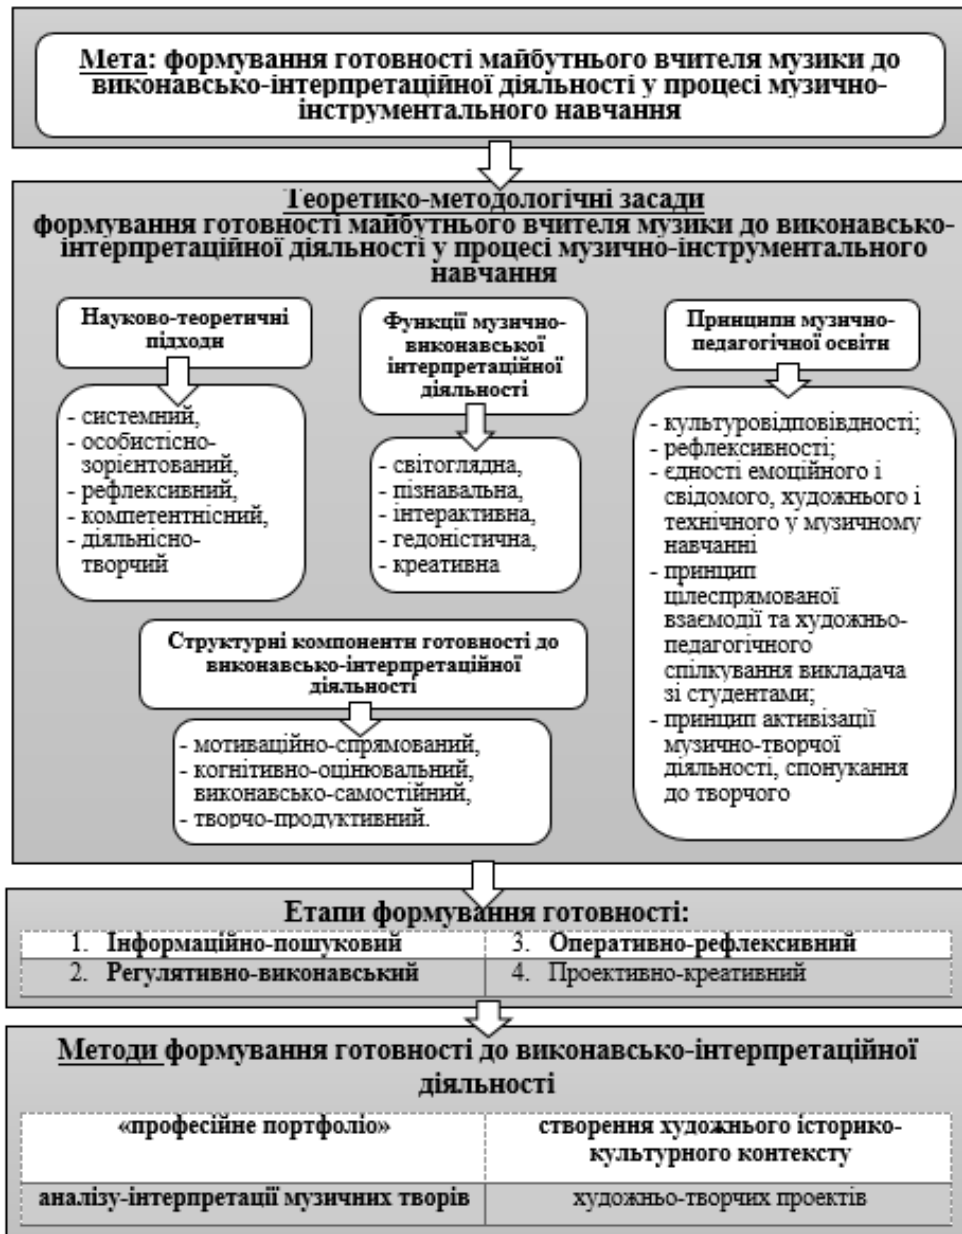 Мета: формування готовності майбутнього вчителя музики до
виконавсько-інтерпретаційної діяльності у процесі музично-
інструментального навчання
Теоретико-методологічні засади
формування готовності майбутнього вчителя музики до виконавсько-
інтерпретаційної діяльності у процесі музично-інструментального
навчання
Науково-теоретичні
підходи
- системний,
- особистісно-
зорієнтований,
- рефлексивний,
- компетентнісний,
- діяльнісно-
творчий
Функції музично-
виконавської
інтерпретаційної
діяльності
- світоглядна,
- пізнавальна,
- інтерактивна,
- гедоністична,
- креативна
Принципи музично-
педагогічної освіти
- культуровідповівдності;
- рефлексивності;
- єдності емоційного і
свідомого, художнього і
технічного у музичному
навчанні
- принцип
цілеспрямованої
взаємодії та художньо-
педагогічного
спілкування викладача
зі студентами;
- принцип активізації
музично-творчої
діяльності, спонукання
до творчого
Структурні компоненти готовності до
виконавсько-інтерпретаційної
діяльності
- мотиваційно-спрямований,
- когнітивно-оцінювальний,
виконавсько-самостійний,
- творчо-продуктивний.
Етапи формування готовності:
1. Інформаційно-пошуковий
3. Оперативно-рефлексивний
2. Регулятивно-виконавський
4. Проективно-креативний
Методи формування готовності до виконавсько-інтерпретаційної
діяльності
«професійне портфоліо»
створення художнього історико-
культурного контексту
аналізу-інтерпретації музичних творів
художньо-творчих проектів